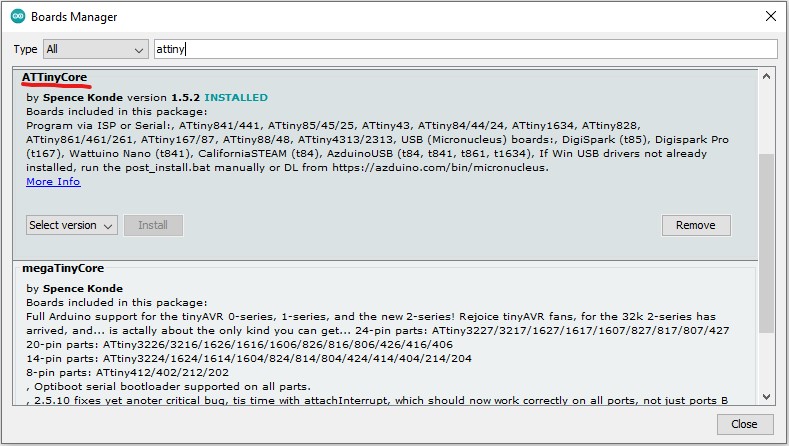 Boards Manager
Type All attiny
ATTinyCore
by Spence Konde version 1.5.2 INSTALLED
Boards included in this package:
Program via ISP or Serial:, ATtiny841/441, ATtiny85/45/25, ATtiny43, ATtiny84/44/24, ATtiny1634, ATtiny828,
ATtiny861/461/261, ATtiny167/87, ATtiny88/48, ATtiny4313/2313, USB (Micronucleus) boards:, DigiSpark (t85), Digispark Pro
(t167), Wattuino Nano (t841), CaliforniaSTEAM (t84), AzduinoUSB (t84, t841, t861, t1634), If Win USB drivers not already
installed, run the post_install.bat manually or DL from https://azduino.com/bin/micronucleus.
More Info
Select version Install Remove
megaTinyCore
by Spence Konde
Boards included in this package:
Full Arduino support for the tinyAVR 0-series, 1-series, and the new 2-series! Rejoice tinyAVR fans, for the 32k 2-series has
arrived, and... is actally about the only kind you can get... 24-pin parts: ATtiny3227/3217/1627/1617/1607/827/817/807/427
20-pin parts: ATtiny3226/3216/1626/1616/1606/826/816/806/426/416/406
14-pin parts: ATtiny3224/1624/1614/1604/824/814/804/424/414/404/214/204
8-pin parts: ATtiny412/402/212/202
, Optiboot serial bootloader supported on all parts.
, 2.5.10 fixes yet anoter critical bug, tis time with attachInterrupt, which should now work correctly on all ports, not just ports B
Close